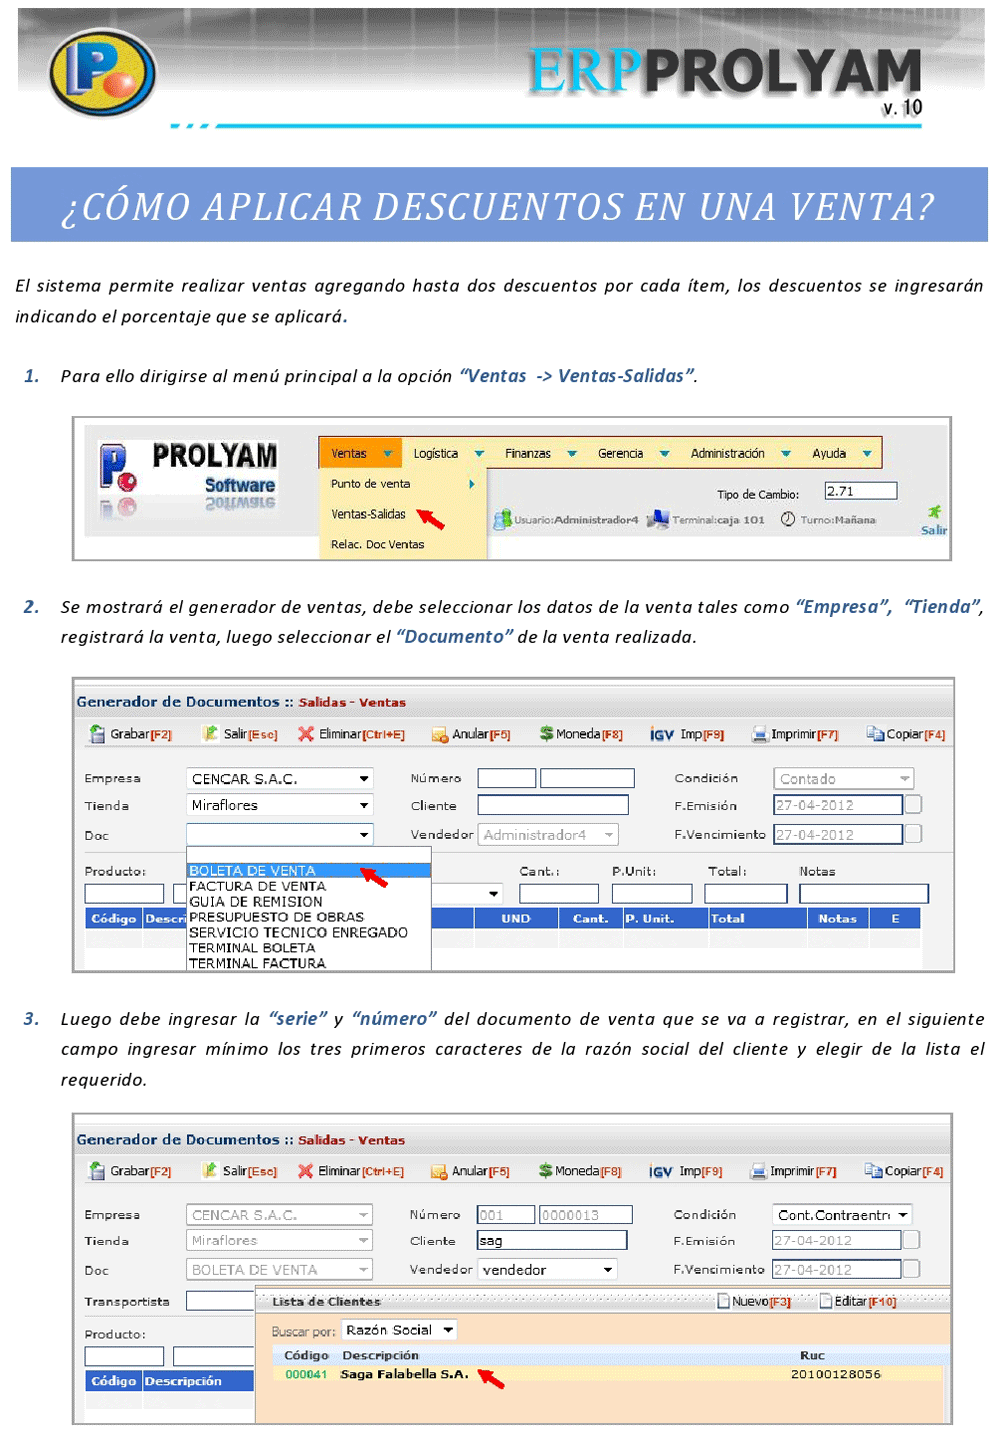 ERPPROLYAM
v. 10
¿CÓMO APLICAR DESCUENTOS EN UNA VENTA?
El sistema permite realizar ventas agregando hasta dos descuentos por cada ítem, los descuentos se ingresarán
indicando el porcentaje que se aplicará.
1. Para ello dirigirse al menú principal a la opción “Ventas -> Ventas-Salidas”.
PROLYAM
Software
Ventas Logística Finanzas Gerencia Administración Ayuda
Punto de venta
Tipo de Cambio: 2.71
Ventas-Salidas
Usuario:Administrador4 Terminal:caja 101 Turno:Mañana
Salir
Relac. Doc Ventas
2. Se mostrará el generador de ventas, debe seleccionar los datos de la venta tales como “Empresa”, “Tienda”,
registrará la venta, luego seleccionar el “Documento” de la venta realizada.
Generador de Documentos :: Salidas - Ventas
Grabar[F2] Salir[Esc] Eliminar[Ctrl+E] Anular[F5] Moneda[F8] IGV Imp[F9] Imprimir[F7] Copiar[F4]
Empresa CENCAR S.A.C. Número Condición Contado
Tienda Miraflores Cliente F.Emisión 27-04-2012
Doc Vendedor Administrador4 F.Vencimiento 27-04-2012
Producto: Cant.: P.Unit: Total: Notas
BOLETA DE VENTA
FACTURA DE VENTA
GUIA DE REMISION
PRESUPUESTO DE OBRAS
SERVICIO TECNICO ENREGADO
TERMINAL BOLETA
TERMINAL FACTURA
Código Descri UND Cant. P. Unit. Total Notas E
3. Luego debe ingresar la “serie” y “número” del documento de venta que se va a registrar, en el siguiente
campo ingresar mínimo los tres primeros caracteres de la razón social del cliente y elegir de la lista el
requerido.
Generador de Documentos :: Salidas - Ventas
Grabar[F2] Salir[Esc] Eliminar[Ctrl+E] Anular[F5] Moneda[F8] IGV Imp[F9] Imprimir[F7] Copiar[F4]
Empresa CENCAR S.A.C. Número 001 0000013 Condición Cont.Contraentr
Tienda Miraflores Cliente sag F.Emisión 27-04-2012
Doc BOLETA DE VENTA Vendedor vendedor F.Vencimiento 27-04-2012
Transportista Lista de Clientes Nuevo[F3] Editar[F10]
Producto: Buscar por: Razón Social
Código Descripción Ruc
000041 Saga Falabella S.A. 20100128056
Código Descripción